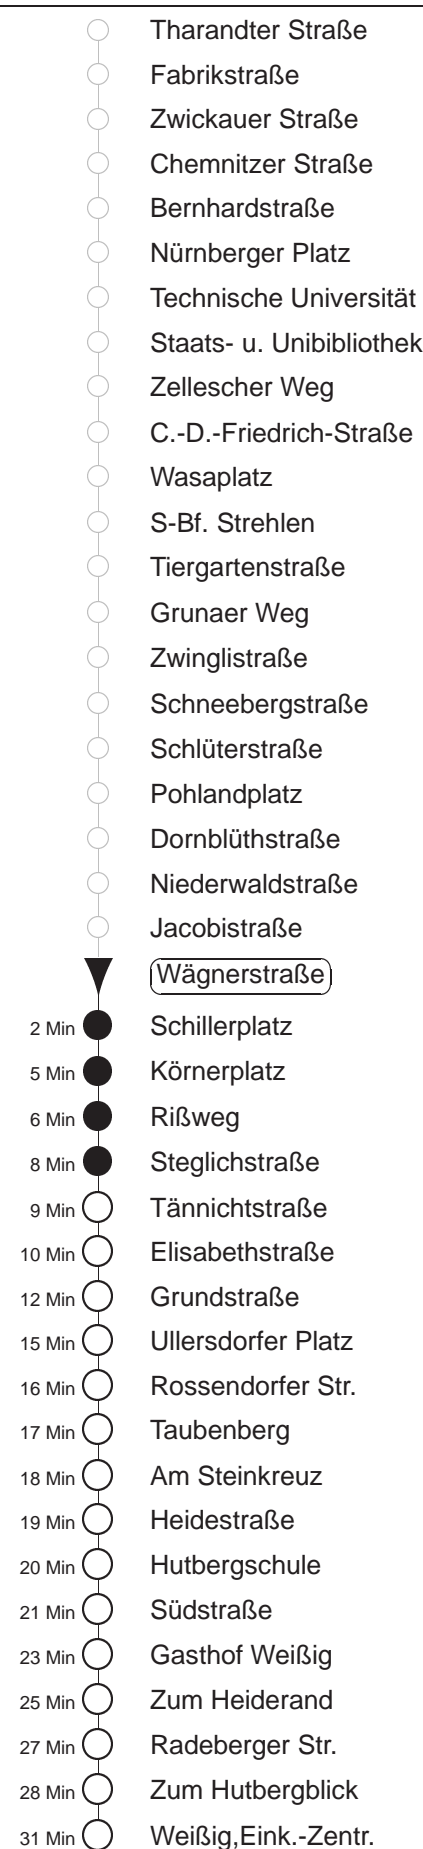 Tharandter Straße
Fabrikstraße
Zwickauer Straße
Chemnitzer Straße
Bernhardstraße
Nürnberger Platz
Technische Universität
Staats- u. Unibibliothek
Zellescher Weg
C.-D.-Friedrich-Straße
Wasaplatz
S-Bf. Strehlen
Tiergartenstraße
Grunaer Weg
Zwinglistraße
Schneebergstraße
Schlüterstraße
Pohlandplatz
Dornblüthstraße
Niederwaldstraße
Jacobistraße
Wägnerstraße
2 Min Schillerplatz
5 Min Körnerplatz
6 Min Rißweg
8 Min Steglichstraße
9 Min Tännichtstraße
10 Min Elisabethstraße
12 Min Grundstraße
15 Min Ullersdorfer Platz
16 Min Rossendorfer Str.
17 Min Taubenberg
18 Min Am Steinkreuz
19 Min Heidestraße
20 Min Hutbergschule
21 Min Südstraße
23 Min Gasthof Weißig
25 Min Zum Heiderand
27 Min Radeberger Str.
28 Min Zum Hutbergblick
31 Min Weißig,Eink.-Zentr.